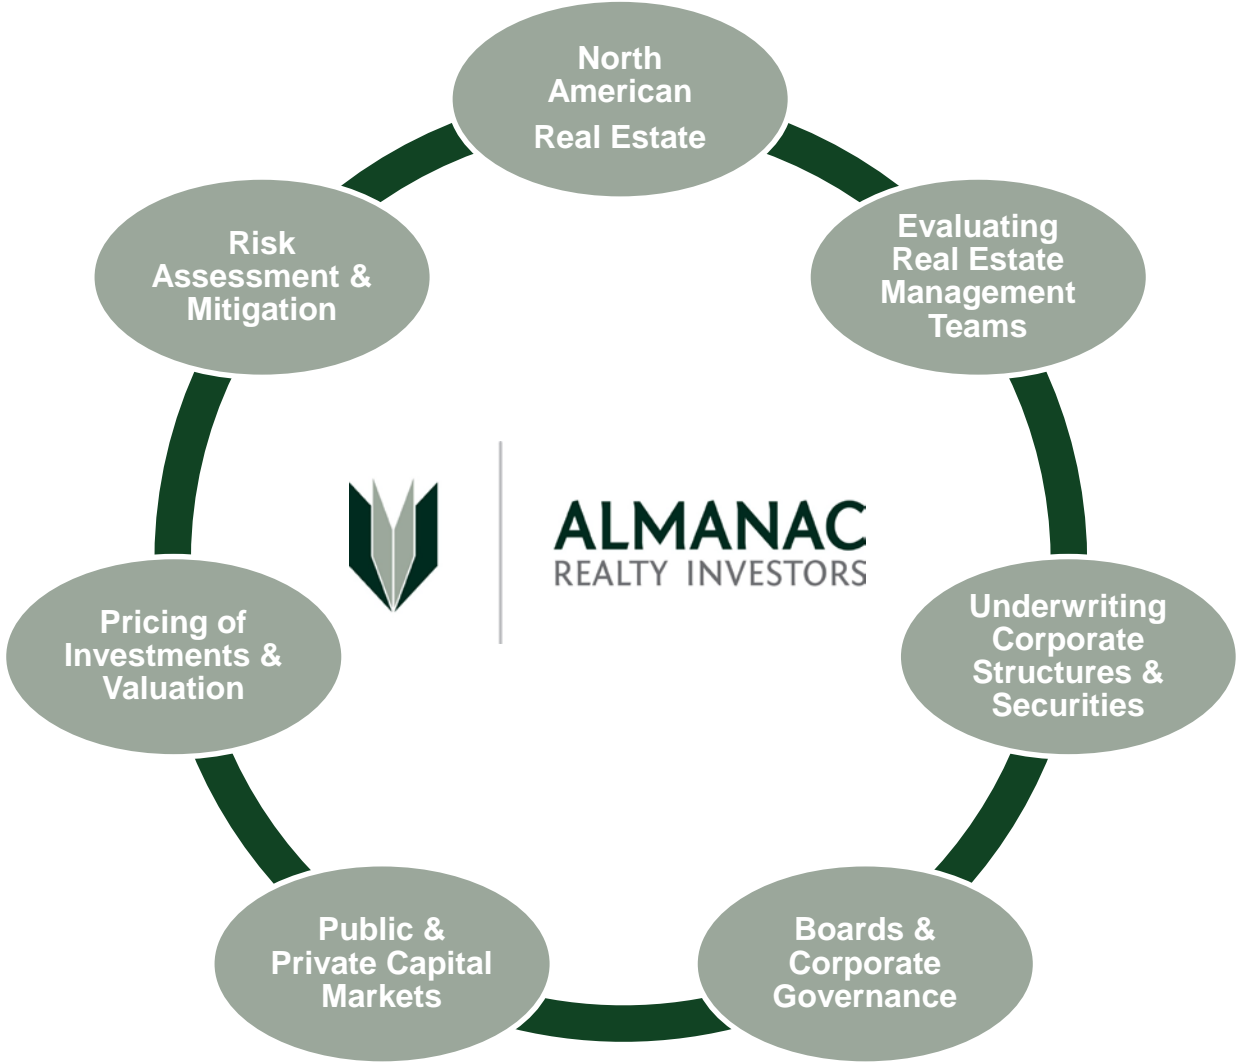 North
American
Real Estate
Evaluating
Real Estate
Management
Teams
Underwriting
Corporate
Structures &
Securities
Boards &
Corporate
Governance
Public &
Private Capital
Markets
Pricing of
Investments &
Valuation
Risk
Assessment &
Mitigation
ALMANAC
REALTY INVESTORS